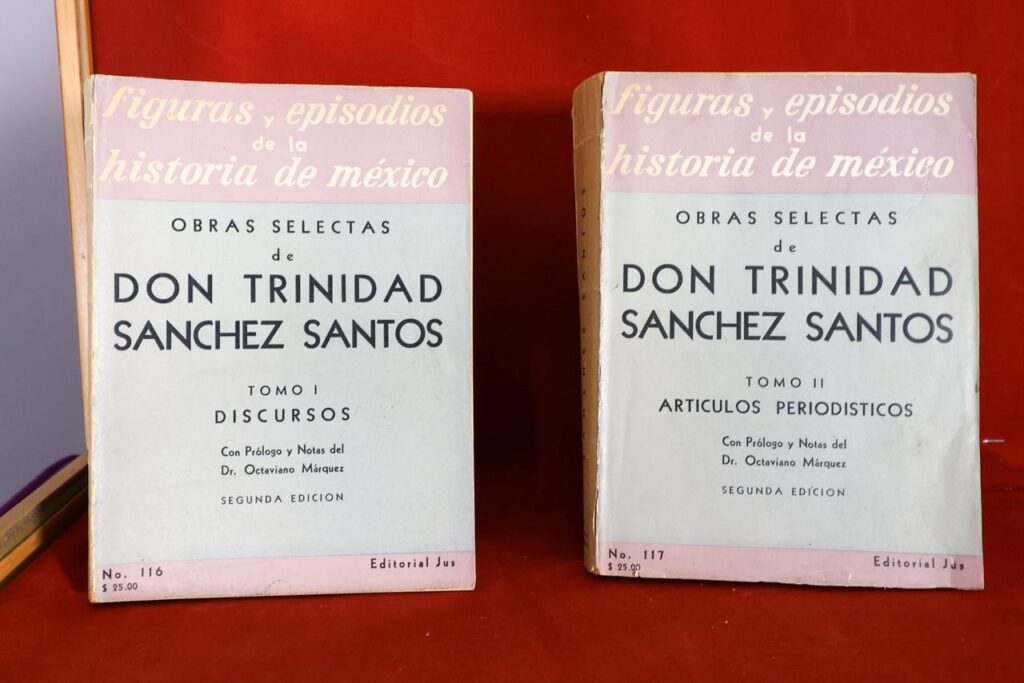 figuras y episodios
de la
historia de méxico
OBRAS SELECTAS
de
DON TRINIDAD
SANCHEZ SANTOS
TOMO I
DISCURSOS
Con Prólogo y Notas del
Dr. Octaviano Márquez
SEGUNDA EDICION
No. 116
$ 25.00
Editorial Jus
figuras y episodios
de la
historia de méxico
OBRAS SELECTAS
de
DON TRINIDAD
SANCHEZ SANTOS
TOMO II
ARTICULOS PERIODISTICOS
Con Prólogo y Notas del
Dr. Octaviano Márquez
SEGUNDA EDICION
No. 117
$ 25.00
Editorial Jus